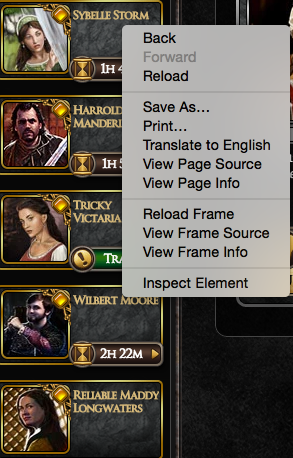 Sybelle Storm
1h 4
Harrold
Manderl
1h 5
Tricky
Victaria
Tra
Wilbert Moore
2h 22m
Reliable Maddy
Longwaters
Back
Forward
Reload
Save As...
Print...
Translate to English
View Page Source
View Page Info
Reload Frame
View Frame Source
View Frame Info
Inspect Element